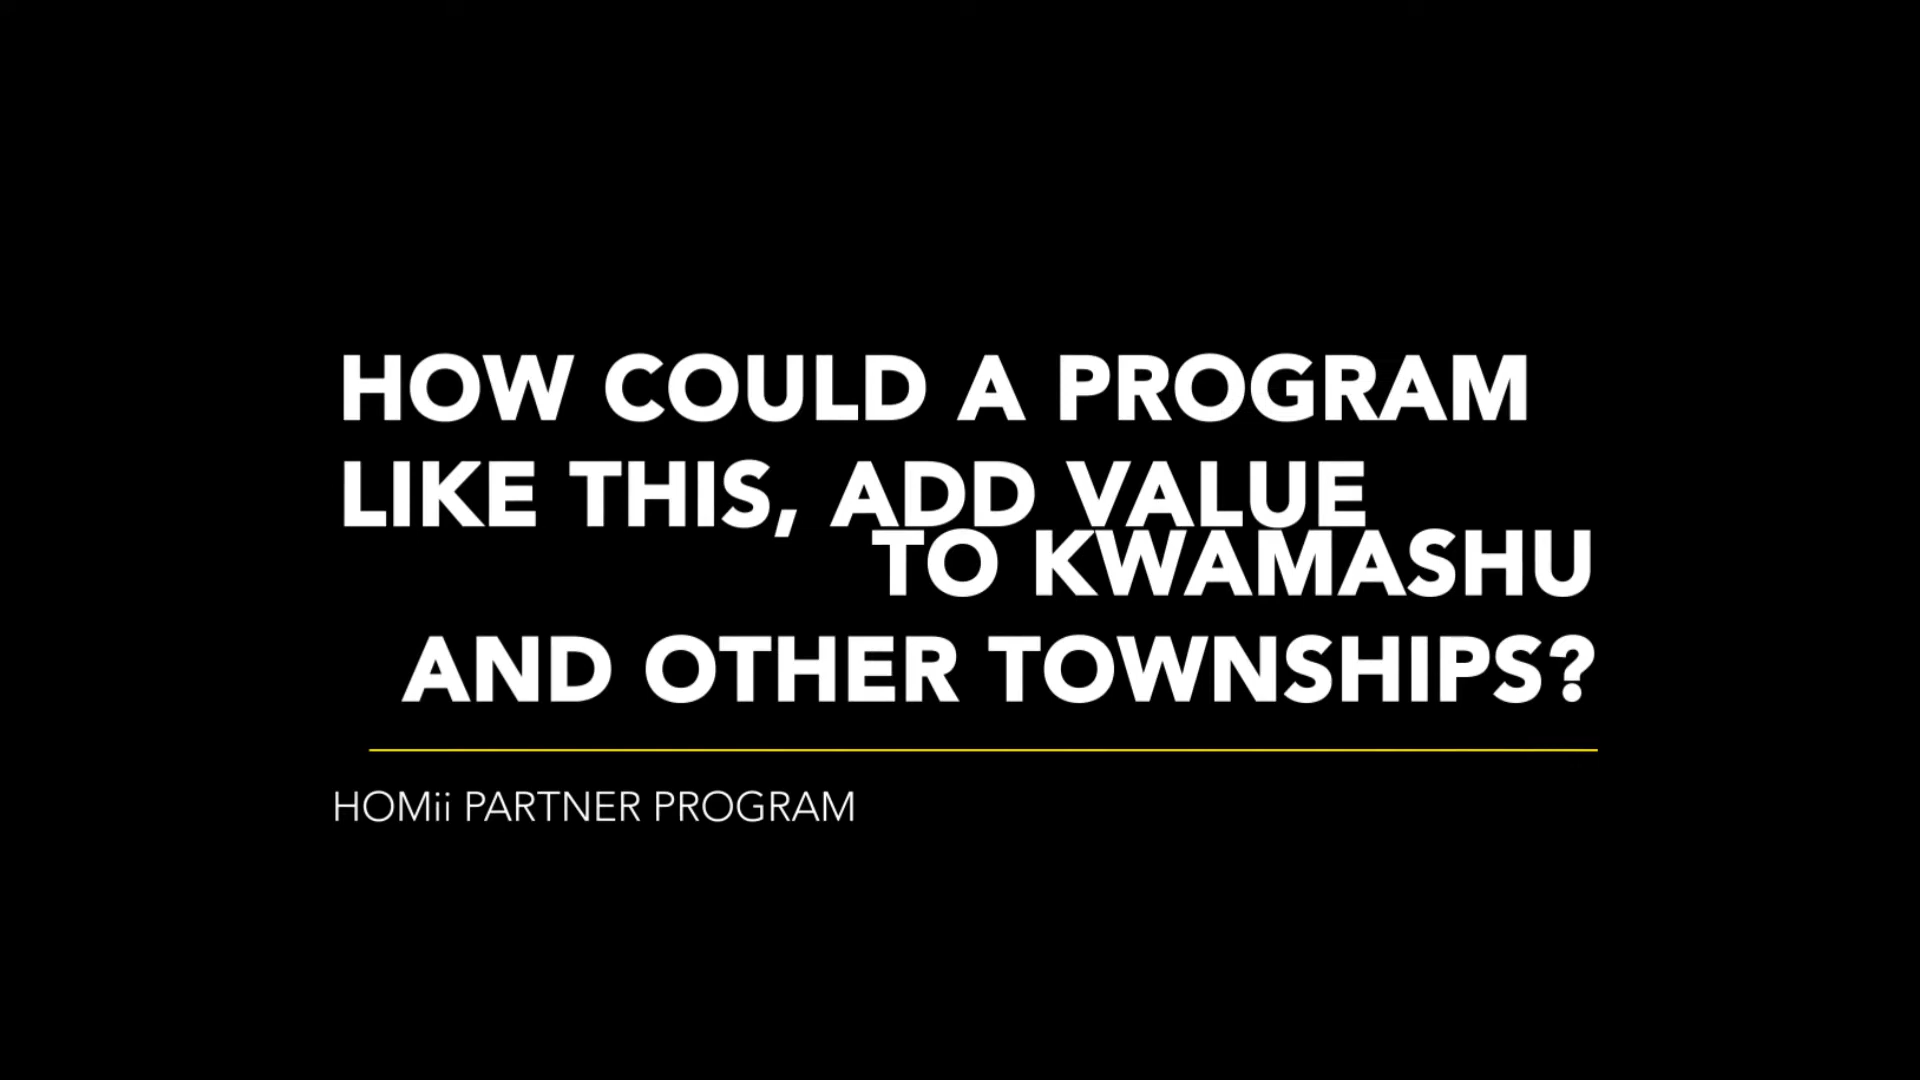 HOW COULD A PROGRAM
LIKE THIS, ADD VALUE
TO KWAMASHU
AND OTHER TOWNSHIPS?
HOMii PARTNER PROGRAM